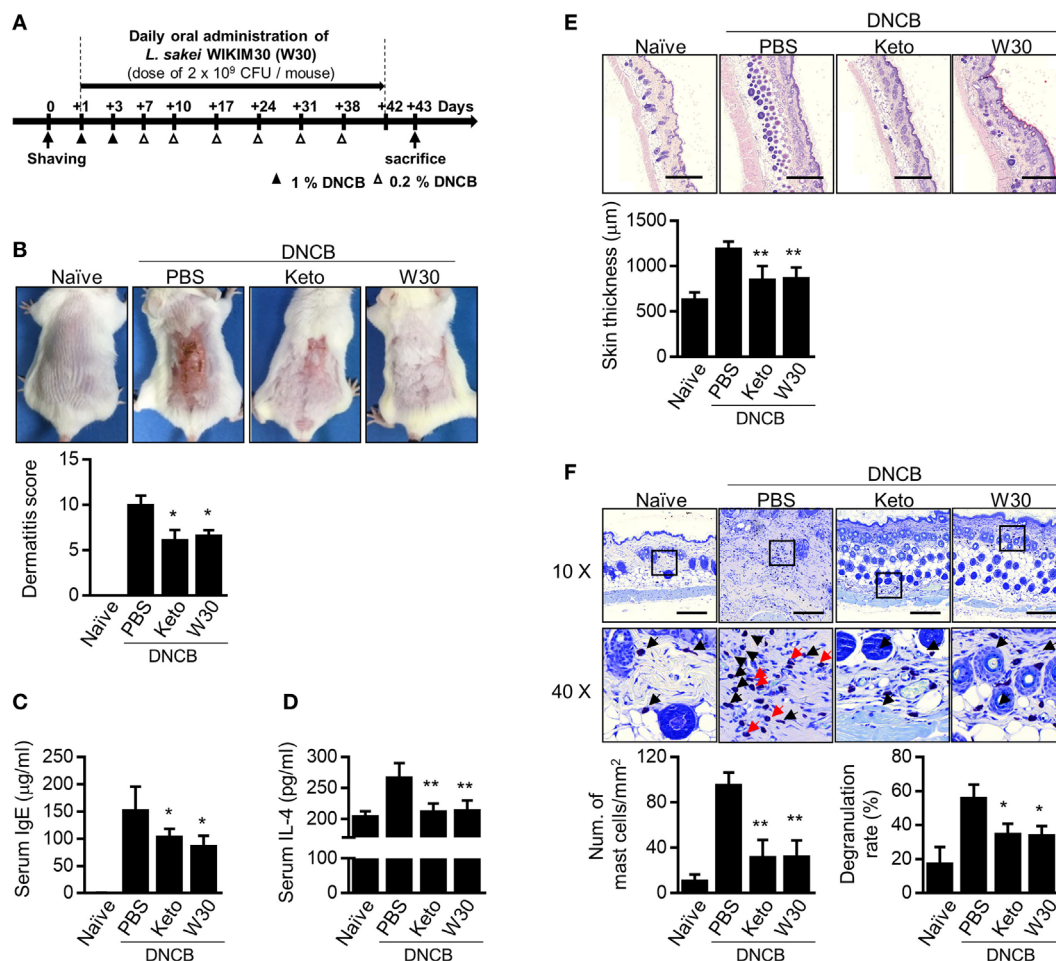 A
Daily oral administration of
L. sakei WIKIM30 (W30)
(dose of 2 x 10⁹ CFU / mouse)
0 +1 +3 +7 +10 +17 +24 +31 +38 +42 +43 Days
Shaving
sacrifice
1 % DNCB 0.2 % DNCB
B
DNCB
Naïve PBS Keto W30
Dermatitis score
15
10
5
0
Naïve PBS Keto W30
* *
DNCB
C
Serum IgE (µg/ml)
250
200
150
100
50
0
* *
Naïve PBS Keto W30
DNCB
D
Serum IL-4 (pg/ml)
300
250
200
100
0
** **
Naïve PBS Keto W30
DNCB
E
DNCB
Naïve PBS Keto W30
Skin thickness (µm)
1500
1000
500
0
** **
Naïve PBS Keto W30
DNCB
F
DNCB
Naïve PBS Keto W30
10 X
40 X
Num. of
mast cells/mm²
120
80
40
0
** **
Naïve PBS Keto W30
DNCB
Degranulation
rate (%)
80
60
40
20
0
* *
Naïve PBS Keto W30
DNCB